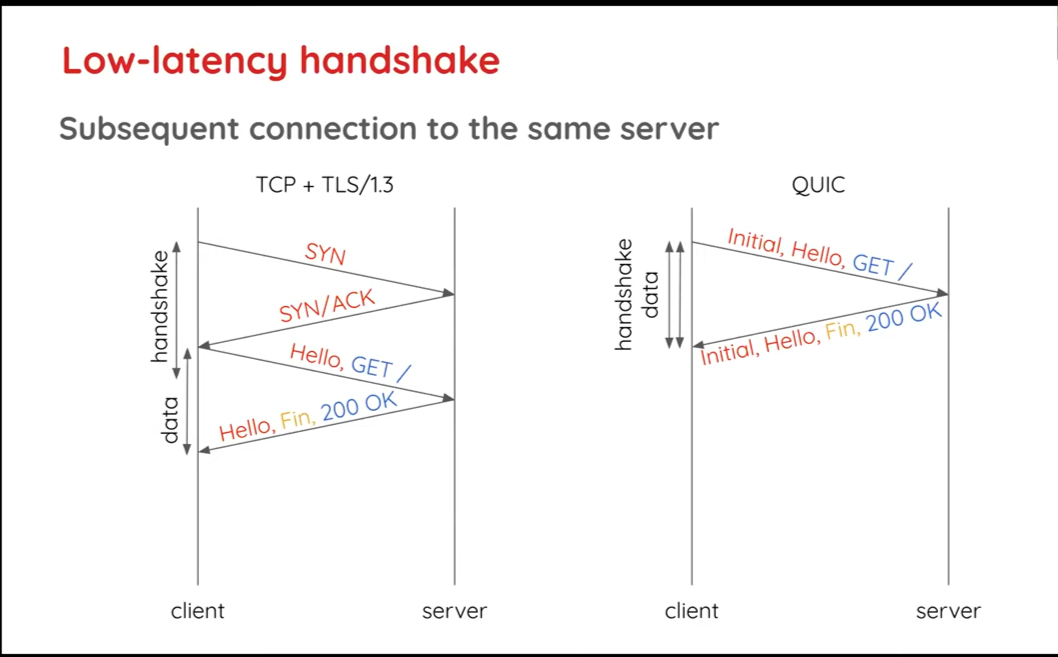 Low-latency handshake
Subsequent connection to the same server
TCP + TLS/1.3
handshake
data
SYN
SYN/ACK
Hello, GET /
Hello, Fin, 200 OK
client
server
QUIC
handshake
data
Initial, Hello, GET /
Initial, Hello, Fin, 200 OK
client
server